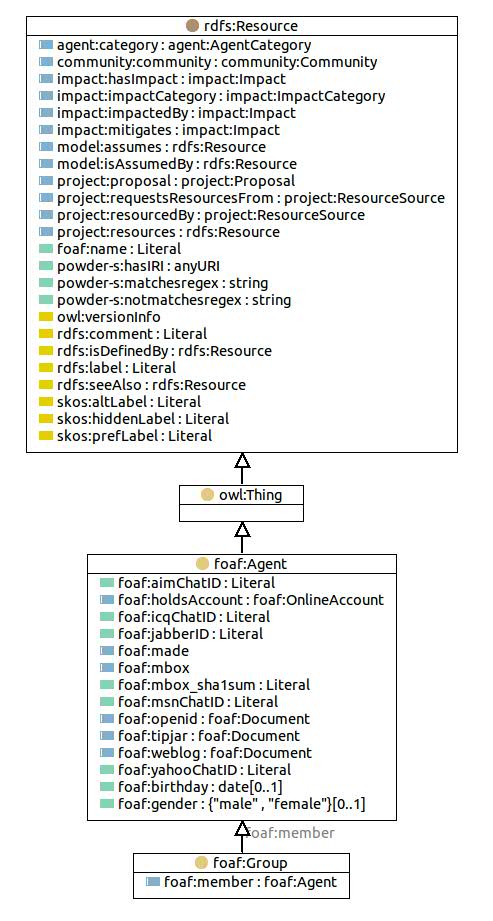 rdfs:Resource
agent:category : agent:AgentCategory
community:community : community:Community
impact:hasImpact : impact:Impact
impact:impactCategory : impact:ImpactCategory
impact:impactedBy : impact:Impact
impact:mitigates : impact:Impact
model:assumes : rdfs:Resource
model:isAssumedBy : rdfs:Resource
project:proposal : project:Proposal
project:requestsResourcesFrom : project:ResourceSource
project:resourcedBy : project:ResourceSource
project:resources : rdfs:Resource
foaf:name : Literal
powder-s:hasIRI : anyURI
powder-s:matchesregex : string
powder-s:notmatchesregex : string
owl:versionInfo
rdfs:comment : Literal
rdfs:isDefinedBy : rdfs:Resource
rdfs:label : Literal
rdfs:seeAlso : rdfs:Resource
skos:altLabel : Literal
skos:hiddenLabel : Literal
skos:prefLabel : Literal
owl:Thing
foaf:Agent
foaf:aimChatID : Literal
foaf:holdsAccount : foaf:OnlineAccount
foaf:icqChatID : Literal
foaf:jabberID : Literal
foaf:made
foaf:mbox
foaf:mbox_sha1sum : Literal
foaf:msnChatID : Literal
foaf:openid : foaf:Document
foaf:tipjar : foaf:Document
foaf:weblog : foaf:Document
foaf:yahooChatID : Literal
foaf:birthday : date[0..1]
foaf:gender : {"male" , "female"}[0..1]
foaf:member
foaf:Group
foaf:member : foaf:Agent